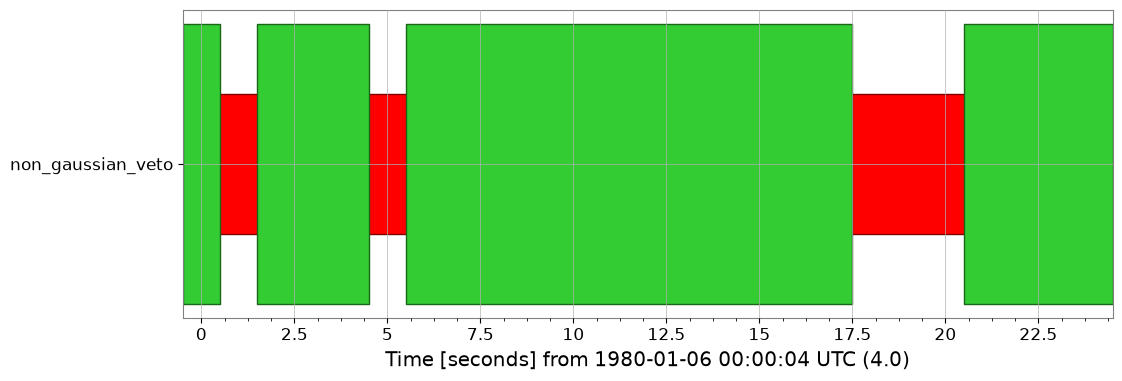 non_gaussian_veto
0 2.5 5 7.5 10 12.5 15 17.5 20 22.5
Time [seconds] from 1980-01-06 00:00:04 UTC (4.0)